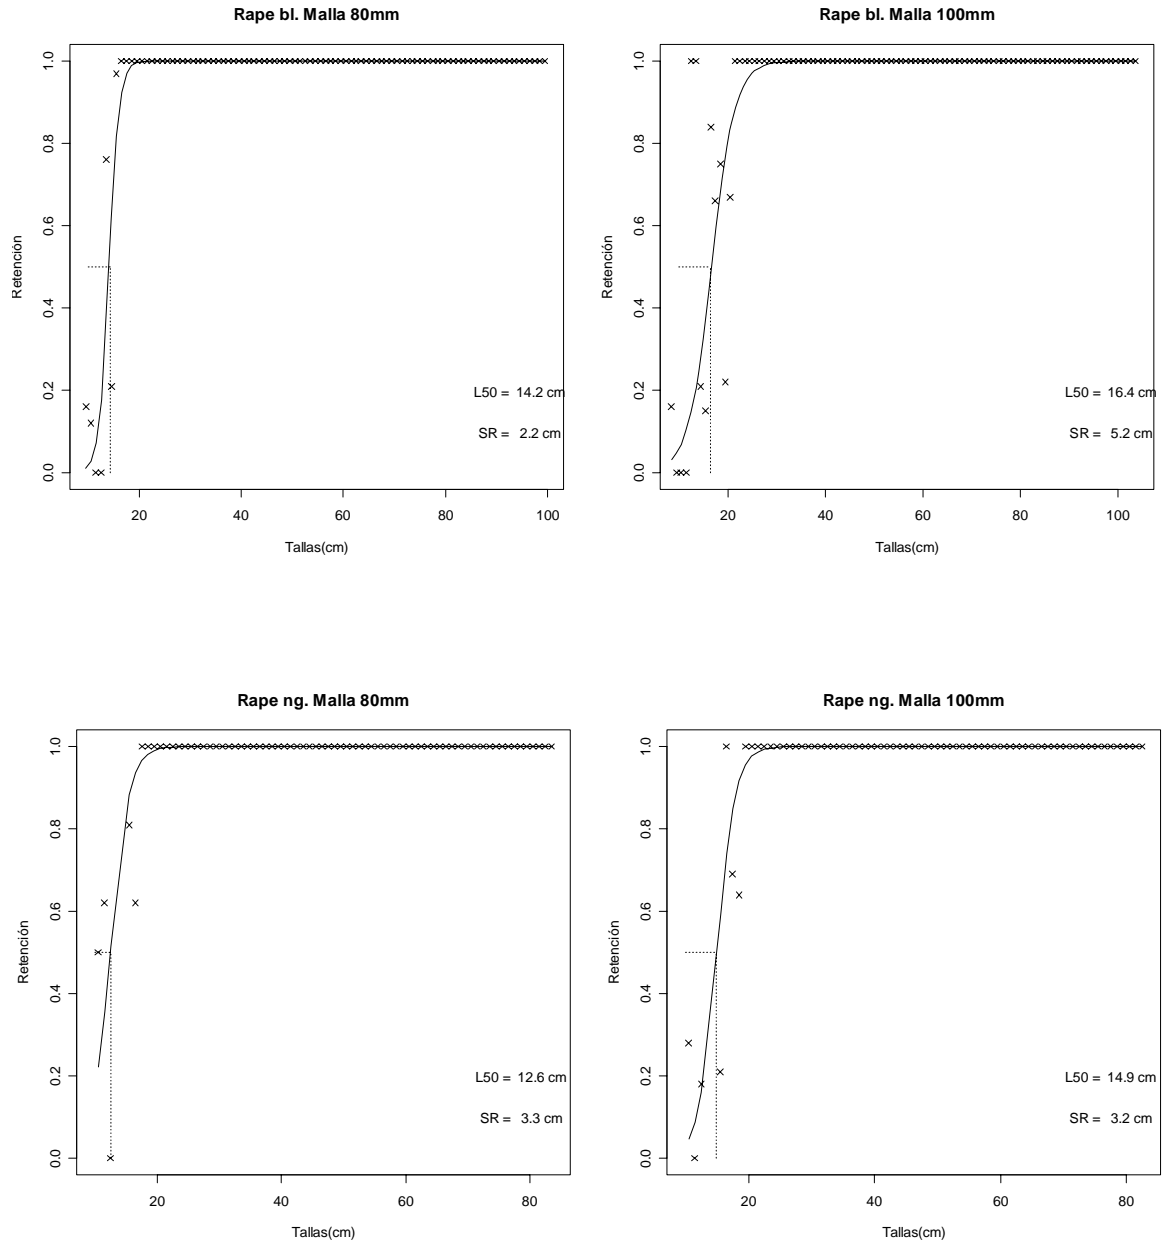 Rape bl. Malla 80mm
Retención
1.0
0.8
0.6
0.4
0.2
0.0
L50 = 14.2 cm
SR = 2.2 cm
20 40 60 80 100
Tallas(cm)
Rape bl. Malla 100mm
Retención
1.0
0.8
0.6
0.4
0.2
0.0
L50 = 16.4 cm
SR = 5.2 cm
20 40 60 80 100
Tallas(cm)
Rape ng. Malla 80mm
Retención
1.0
0.8
0.6
0.4
0.2
0.0
L50 = 12.6 cm
SR = 3.3 cm
20 40 60 80
Tallas(cm)
Rape ng. Malla 100mm
Retención
1.0
0.8
0.6
0.4
0.2
0.0
L50 = 14.9 cm
SR = 3.2 cm
20 40 60 80
Tallas(cm)